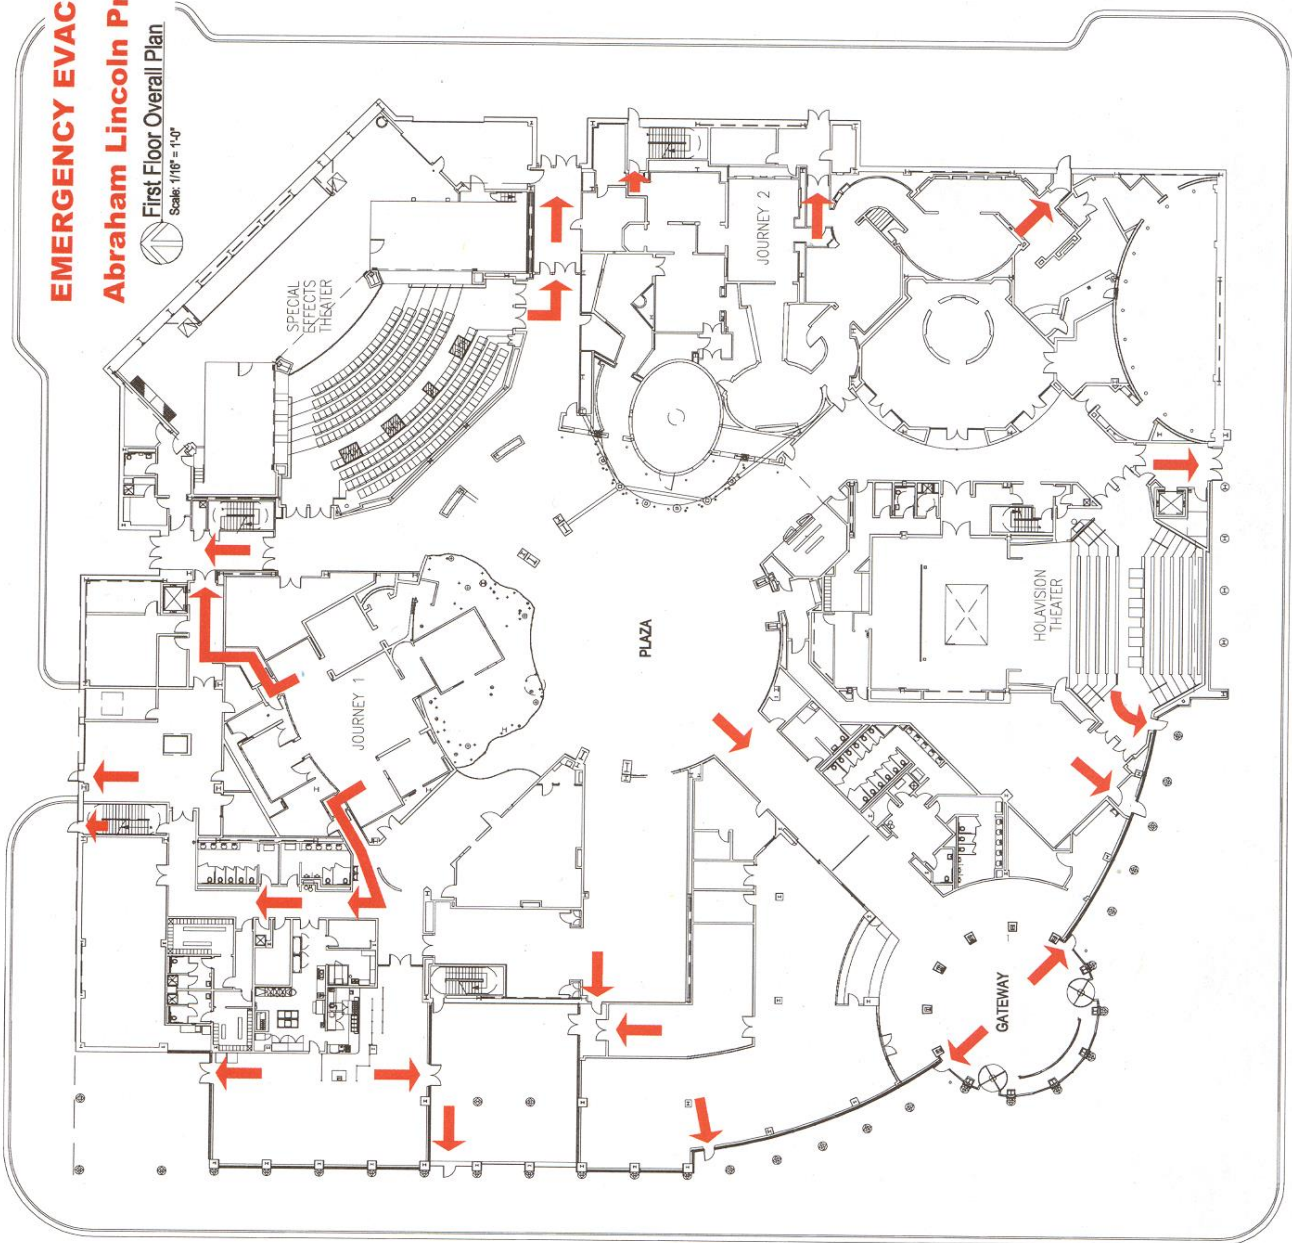 EMERGENCY EVAC
Abraham Lincoln Pr
First Floor Overall Plan
Scale: 1/16" = 1'-0"
SPECIAL
EFFECTS
THEATER
JOURNEY 2
JOURNEY 1
PLAZA
HOLAVISION
THEATER
GATEWAY